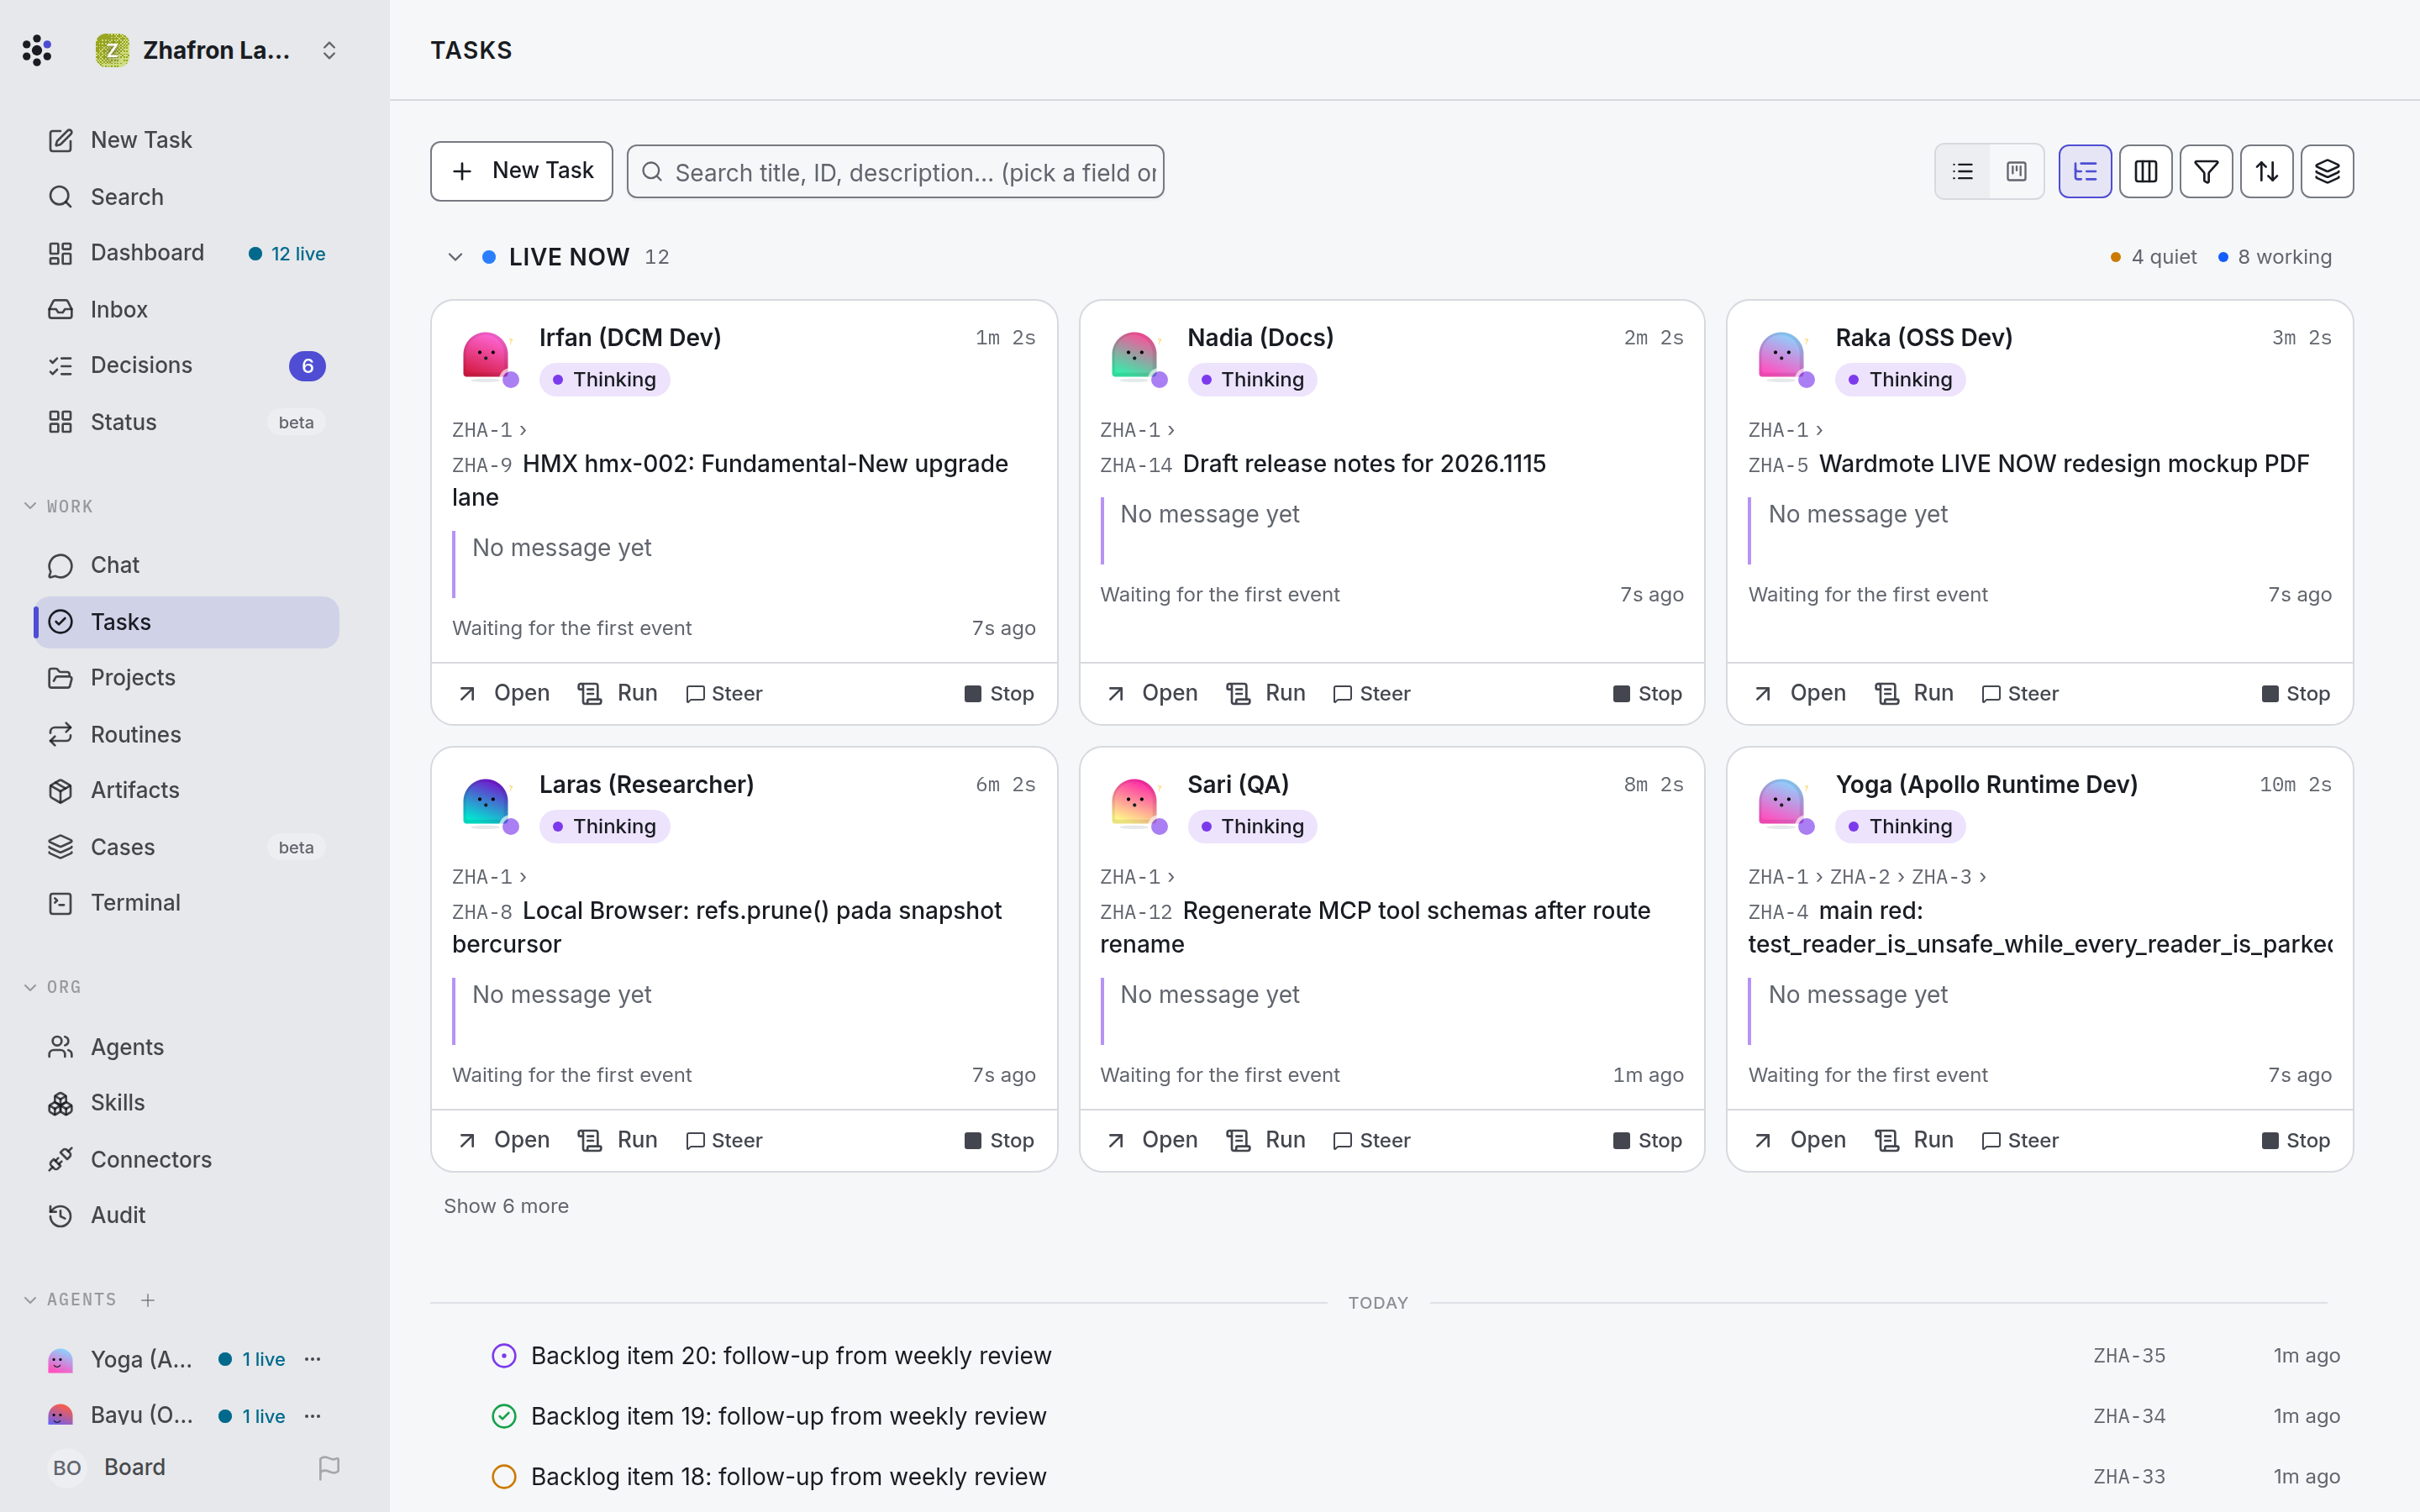 Z Zhafron La...
New Task
Search
Dashboard 12 live
Inbox
Decisions 6
Status beta
WORK
Chat
Tasks
Projects
Routines
Artifacts
Cases beta
Terminal
ORG
Agents
Skills
Connectors
Audit
AGENTS
Yoga (A... 1 live
Bayu (O... 1 live
BO Board
TASKS
New Task
Search title, ID, description... (pick a field or
LIVE NOW 12
4 quiet 8 working
Irfan (DCM Dev) 1m 2s
Thinking
ZHA-1 ›
ZHA-9 HMX hmx-002: Fundamental-New upgrade
lane
No message yet
Waiting for the first event 7s ago
Open Run Steer Stop
Nadia (Docs) 2m 2s
Thinking
ZHA-1 ›
ZHA-14 Draft release notes for 2026.1115
No message yet
Waiting for the first event 7s ago
Open Run Steer Stop
Raka (OSS Dev) 3m 2s
Thinking
ZHA-1 ›
ZHA-5 Wardmote LIVE NOW redesign mockup PDF
No message yet
Waiting for the first event 7s ago
Open Run Steer Stop
Laras (Researcher) 6m 2s
Thinking
ZHA-1 ›
ZHA-8 Local Browser: refs.prune() pada snapshot
bercursor
No message yet
Waiting for the first event 7s ago
Open Run Steer Stop
Sari (QA) 8m 2s
Thinking
ZHA-1 ›
ZHA-12 Regenerate MCP tool schemas after route
rename
No message yet
Waiting for the first event 1m ago
Open Run Steer Stop
Yoga (Apollo Runtime Dev) 10m 2s
Thinking
ZHA-1 › ZHA-2 › ZHA-3 ›
ZHA-4 main red:
test_reader_is_unsafe_while_every_reader_is_parked
No message yet
Waiting for the first event 7s ago
Open Run Steer Stop
Show 6 more
TODAY
Backlog item 20: follow-up from weekly review ZHA-35 1m ago
Backlog item 19: follow-up from weekly review ZHA-34 1m ago
Backlog item 18: follow-up from weekly review ZHA-33 1m ago